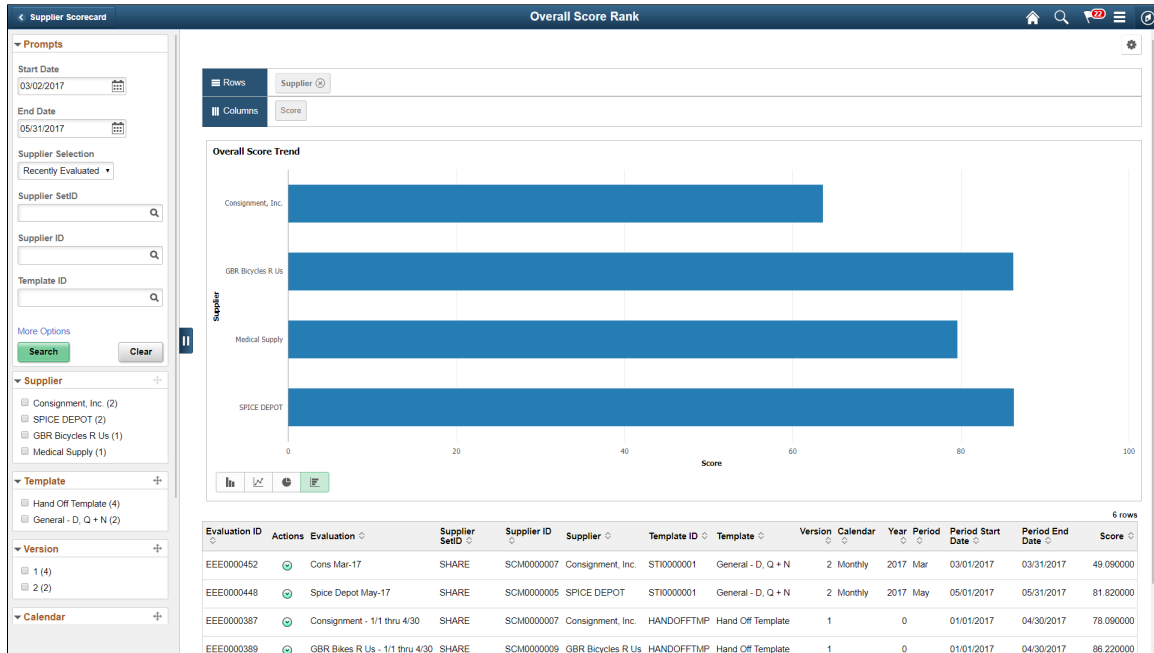 Supplier Scorecard
Overall Score Rank
22
Prompts
Start Date
03/02/2017
End Date
05/31/2017
Supplier Selection
Recently Evaluated
Supplier SetID
Supplier ID
Template ID
More Options
Search Clear
Supplier
Consignment, Inc. (2)
SPICE DEPOT (2)
GBR Bicycles R Us (1)
Medical Supply (1)
Template
Hand Off Template (4)
General - D, Q + N (2)
Version
1 (4)
2 (2)
Calendar
Rows Supplier
Columns Score
Overall Score Trend
Consignment, Inc.
GBR Bicycles R Us
Medical Supply
SPICE DEPOT
Supplier
0 20 40 60 80 100
Score
6 rows
Evaluation ID Actions Evaluation Supplier SetID Supplier ID Supplier Template ID Template Version Calendar Year Period Period Start Date Period End Date Score
EEE0000452 Cons Mar-17 SHARE SCM0000007 Consignment, Inc. STI0000001 General - D, Q + N 2 Monthly 2017 Mar 03/01/2017 03/31/2017 49.090000
EEE0000448 Spice Depot May-17 SHARE SCM0000005 SPICE DEPOT STI0000001 General - D, Q + N 2 Monthly 2017 May 05/01/2017 05/31/2017 81.820000
EEE0000387 Consignment - 1/1 thru 4/30 SHARE SCM0000007 Consignment, Inc. HANDOFFTMP Hand Off Template 1 0 01/01/2017 04/30/2017 78.090000
EEE0000389 GBR Bikes R Us - 1/1 thru 4/30 SHARE SCM0000009 GBR Bicycles R Us HANDOFFTMP Hand Off Template 1 0 01/01/2017 04/30/2017 86.220000